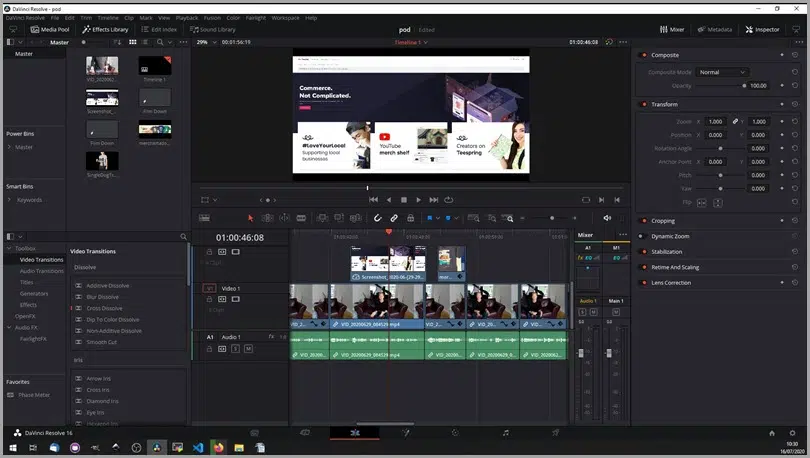 DaVinci Resolve - pod
DaVinci Resolve File Edit Trim Timeline Clip Mark View Playback Fusion Color Fairlight Workspace Help
Media Pool Effects Library Edit Index Sound Library pod Edited Mixer Metadata Inspector
Master 29% 00:01:56:19 Timeline 1 01:00:46:08
Master
VID_2020062... Timeline 1
Screenshot_... Film Down
Film Down
SingleDogTs...
Power Bins
Master
Smart Bins
Keywords
Commerce.
Not Complicated.
#LoveYourLocal
Supporting local
businesses
YouTube
merch shelf
Creators on
Teespring
Composite
Composite Mode Normal
Opacity 100.00
Transform
Zoom X 1.000 Y 1.000
Position X 0.000 Y 0.000
Rotation Angle 0.000
Anchor Point X 0.000 Y 0.000
Pitch 0.000
Yaw 0.000
Flip
Cropping
Dynamic Zoom
Stabilization
Retime And Scaling
Lens Correction
Toolbox
Video Transitions
Audio Transitions
Titles
Generators
Effects
OpenFX
Audio FX
FairlightFX
Favorites
Phase Meter
Video Transitions
Dissolve
Additive Dissolve
Blur Dissolve
Cross Dissolve
Dip To Color Dissolve
Non-Additive Dissolve
Smooth Cut
Iris
Arrow Iris
Cross Iris
Diamond Iris
Eye Iris
Hexagon Iris
01:00:46:08
Video 1
A1 Audio 1
S M
Mixer
A1 M1
Audio 1 Main 1
DaVinci Resolve 16
10:30
16/07/2020